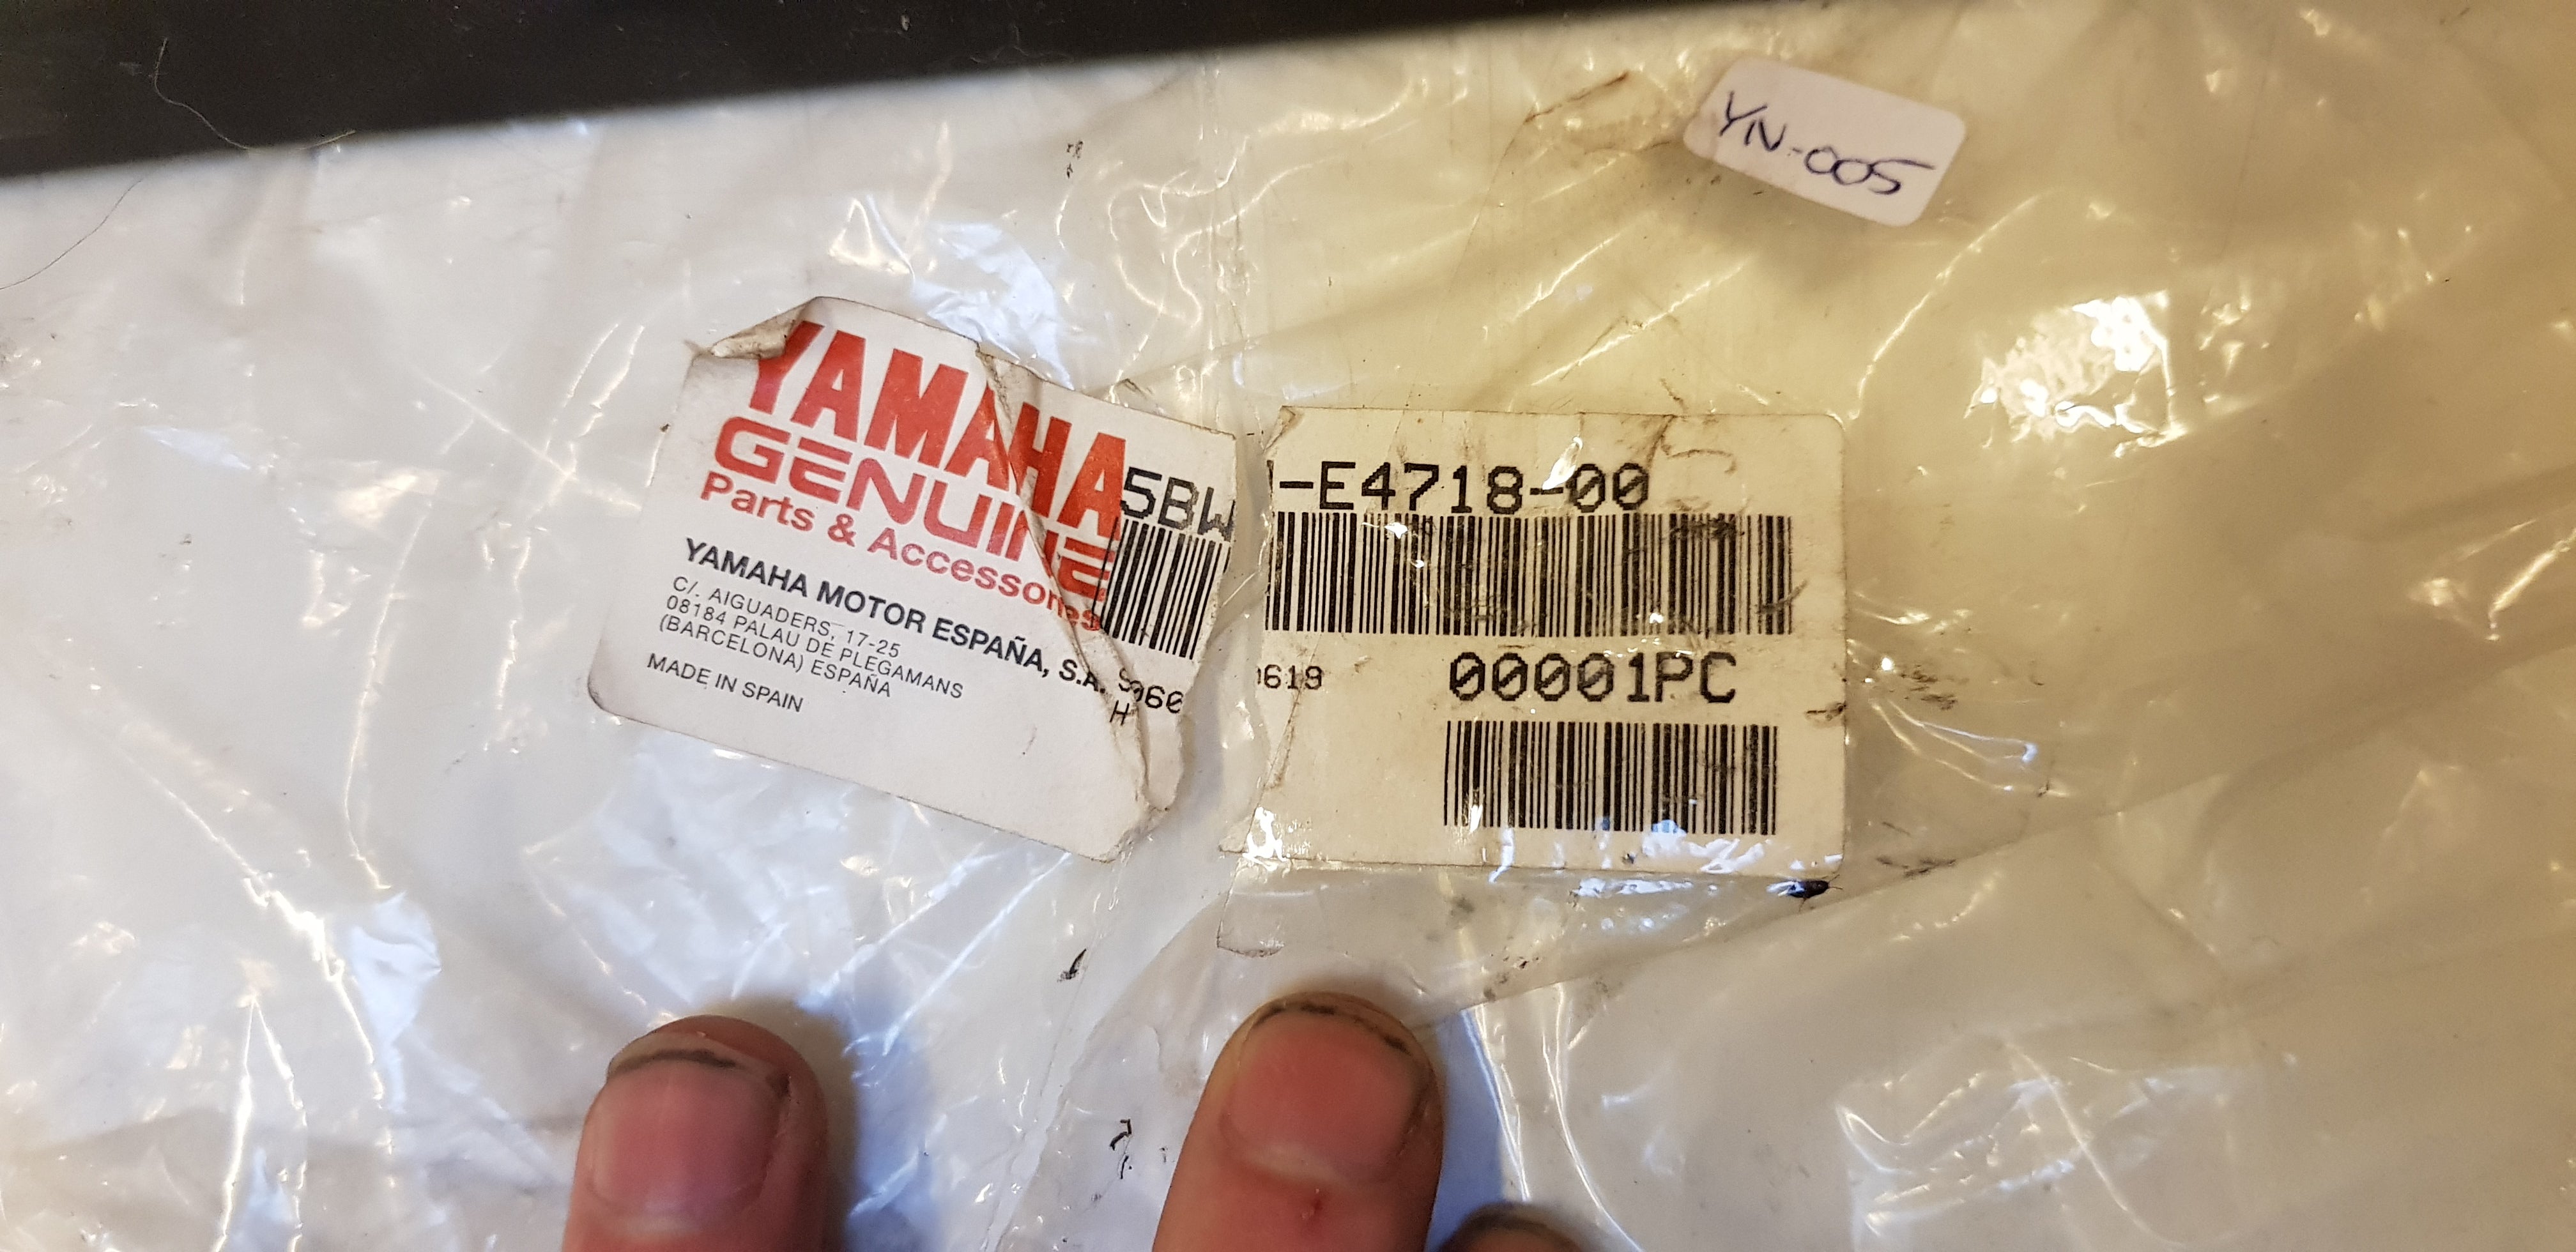 YN-005
YAMAHA
GENUINE
Parts & Accessories
5BW-E4718-00
YAMAHA MOTOR ESPAÑA, S.A.
C/. AIGUADERS, 17-25
08184 PALAU DE PLEGAMANS
(BARCELONA) ESPAÑA
MADE IN SPAIN
H
0619
00001PC